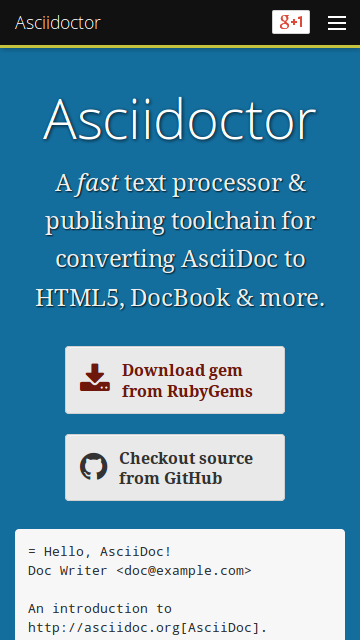 Asciidoctor
g+1
Asciidoctor
A fast text processor &
publishing toolchain for
converting AsciiDoc to
HTML5, DocBook & more.
Download gem
from RubyGems
Checkout source
from GitHub
= Hello, AsciiDoc!
Doc Writer <doc@example.com>
An introduction to
http://asciidoc.org[AsciiDoc].